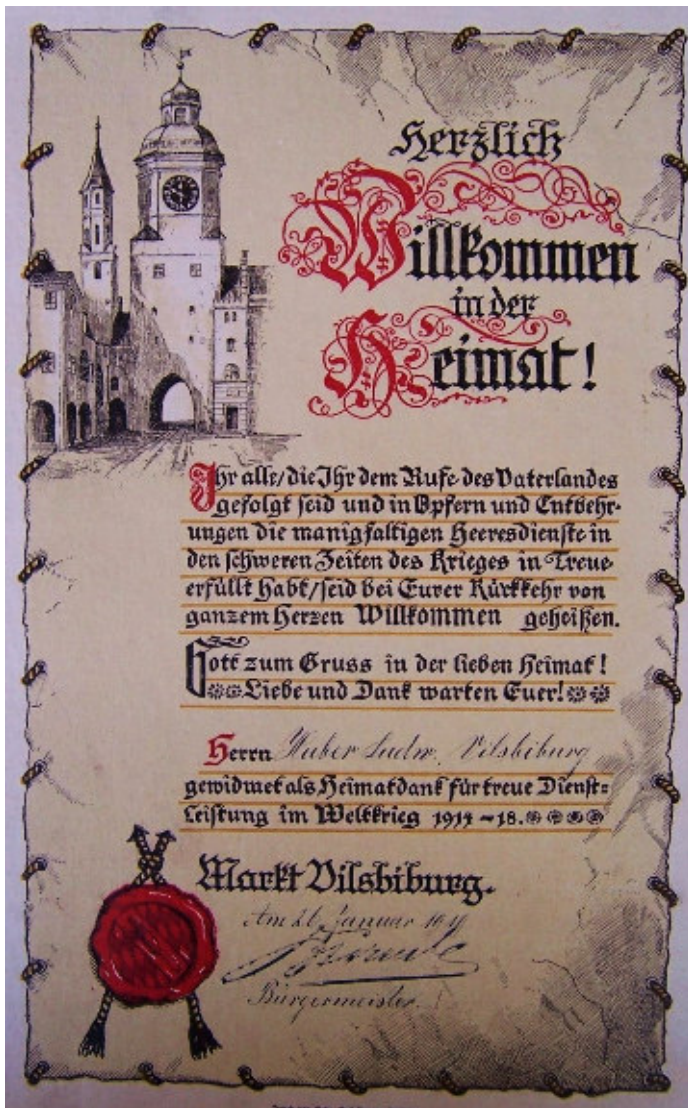 Herzlich
Willkommen
in der
Heimat!
Ihr alle/die Ihr dem Rufe des Vaterlandes
gefolgt seid und in Opfern und Entbehr-
ungen die manigfaltigen Heeresdienste in
den schweren Zeiten des Krieges in Treue
erfüllt habt/seid bei Eurer Rückkehr von
ganzem Herzen Willkommen geheißen.
Gott zum Gruss in der lieben Heimat!
Liebe und Dank warten Euer!
Herrn Huber Ludw. Vilsbiburg
gewidmet als Heimatdank für treue Dienst=
Leistung im Weltkrieg 1914-18.
Markt Vilsbiburg.
Am Januar 1919
Bürgermeister.